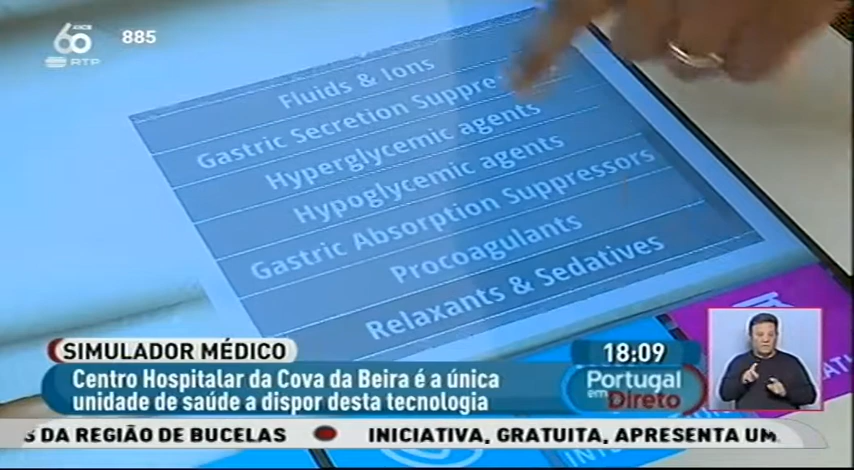 60
ANOS
RTP
885
Fluids & Ions
Gastric Secretion Suppre
Hyperglycemic agents
Hypoglycemic agents
Gastric Absorption Suppressors
Procoagulants
Relaxants & Sedatives
SIMULADOR MÉDICO
Centro Hospitalar da Cova da Beira é a única
unidade de saúde a dispor desta tecnologia
18:09
Portugal
em Direto
S DA REGIÃO DE BUCELAS INICIATIVA, GRATUITA, APRESENTA UM